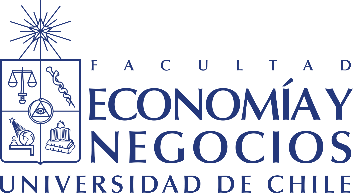 FACULTAD
ECONOMÍA Y
NEGOCIOS
UNIVERSIDAD DE CHILE